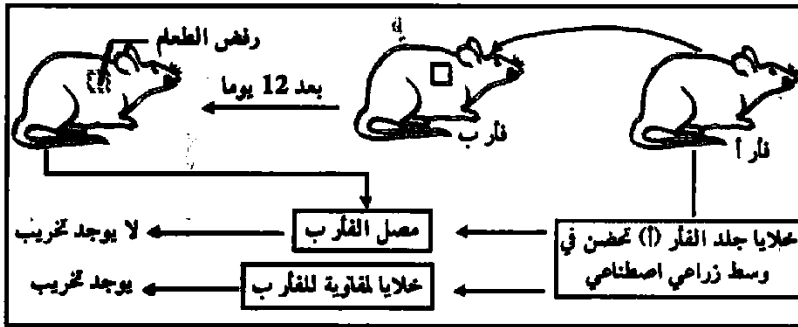 رفض الطعام
بعد 12 يوما
فأر ب
فأر أ
خلايا جلد الفأر (أ) تحضن في
وسط زراعي اصطناعي
مصل الفأر ب
لا يوجد تخريب
خلايا لمفاوية للفأر ب
يوجد تخريب